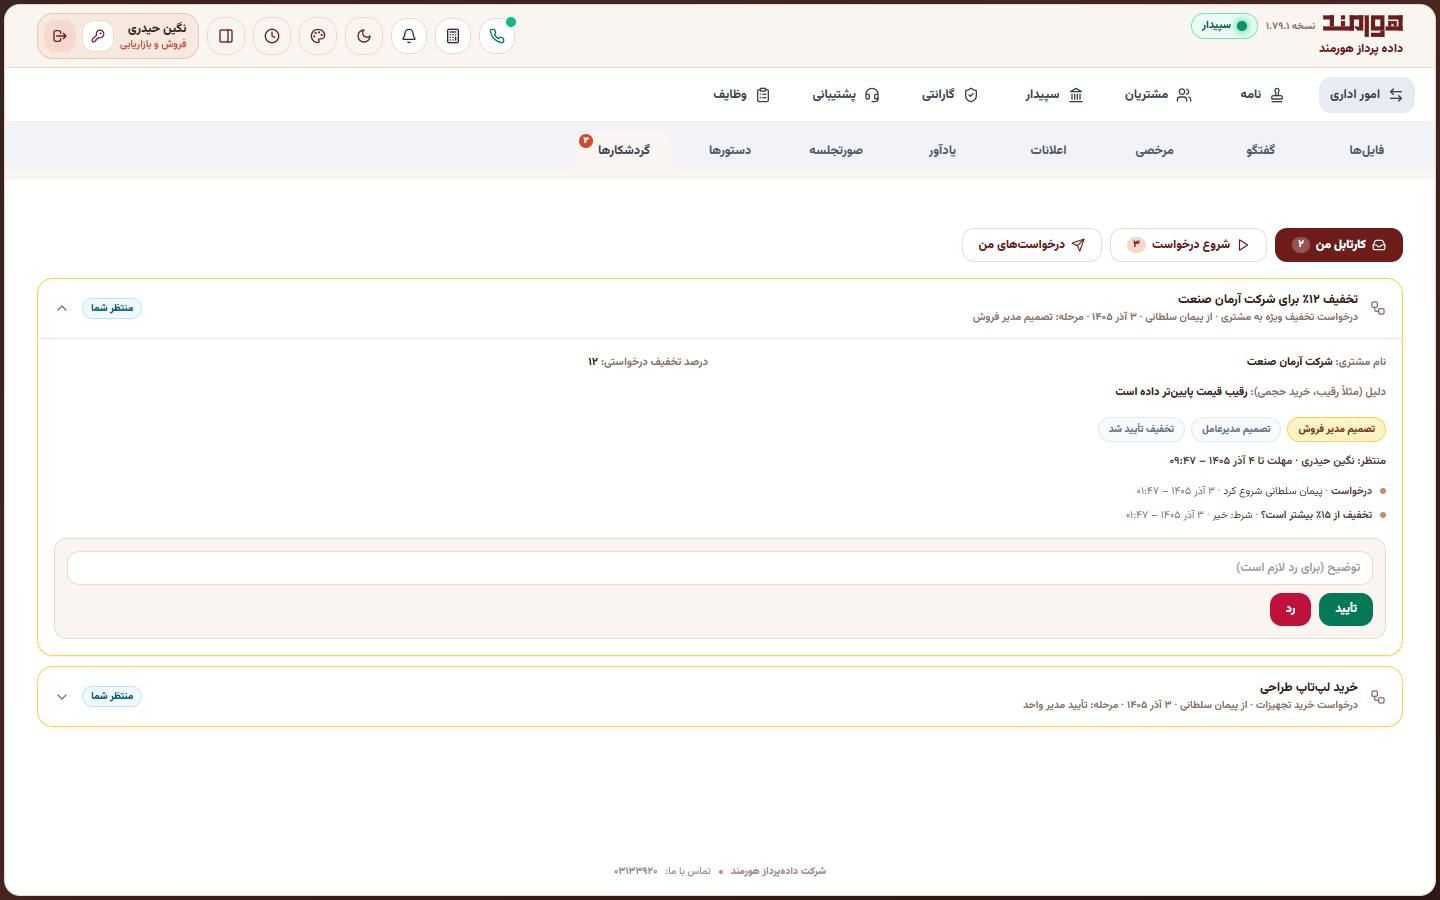 هورمند
نسخه ۱.۷۹.۱
سپیدار
داده پرداز هورمند
نگین حیدری
فروش و بازاریابی
امور اداری
نامه
مشتریان
سپیدار
گارانتی
پشتیبانی
وظایف
فایل‌ها
گفتگو
مرخصی
اعلانات
یادآور
صورتجلسه
دستورها
گردشکارها
۲
کارتابل من ۲
شروع درخواست ۳
درخواست‌های من
تخفیف ۱۲٪ برای شرکت آرمان صنعت
درخواست تخفیف ویژه به مشتری · از پیمان سلطانی · ۳ آذر ۱۴۰۵ · مرحله: تصمیم مدیر فروش
منتظر شما
نام مشتری: شرکت آرمان صنعت
درصد تخفیف درخواستی: ۱۲
دلیل (مثلاً رقیب، خرید حجمی): رقیب قیمت پایین‌تر داده است
تصمیم مدیر فروش
تصمیم مدیرعامل
تخفیف تأیید شد
منتظر: نگین حیدری · مهلت تا ۴ آذر ۱۴۰۵ – ۰۹:۴۷
درخواست · پیمان سلطانی شروع کرد · ۳ آذر ۱۴۰۵ – ۰۱:۴۷
تخفیف از ۱۵٪ بیشتر است؟ · شرط: خیر · ۳ آذر ۱۴۰۵ – ۰۱:۴۷
توضیح (برای رد لازم است)
تأیید
رد
خرید لپ‌تاپ طراحی
درخواست خرید تجهیزات · از پیمان سلطانی · ۳ آذر ۱۴۰۵ · مرحله: تأیید مدیر واحد
منتظر شما
شرکت داده‌پرداز هورمند • تماس با ما: ۰۳۱۳۳۹۲۰